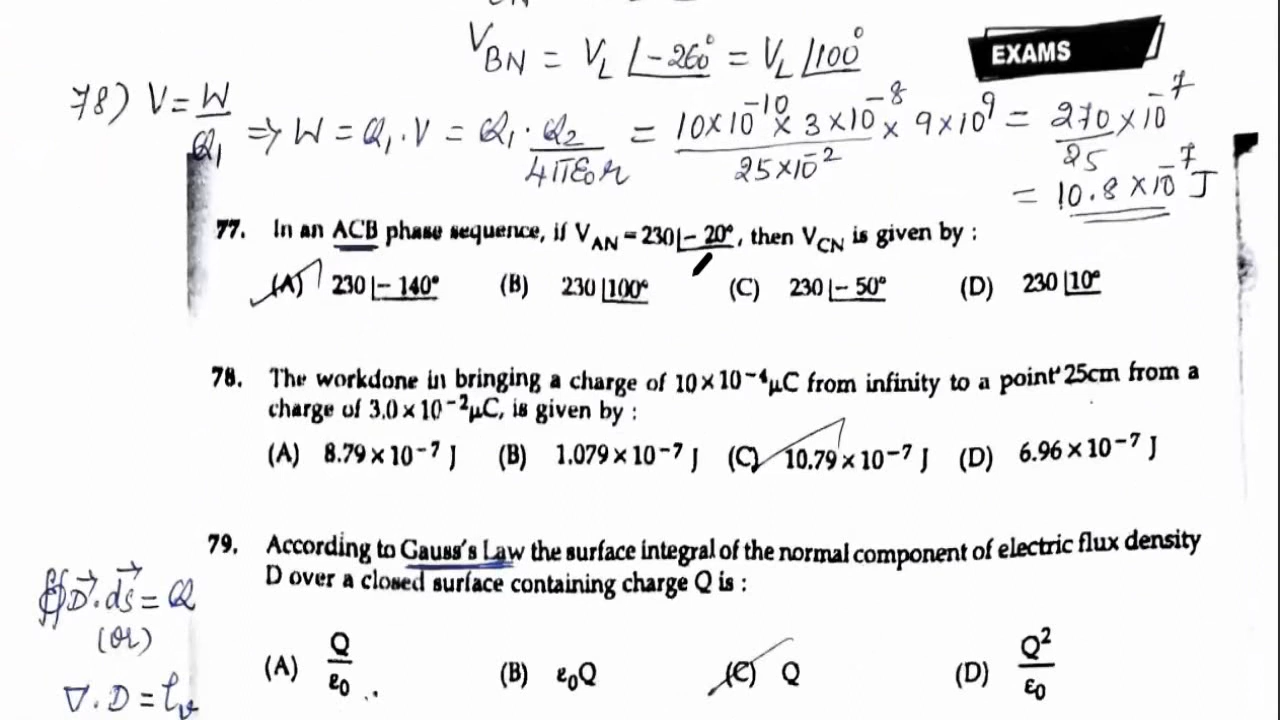 CN
V_BN = V_L ∠-260° = V_L ∠100°
EXAMS
78) V = W/Q₁ ⇒ W = Q₁·V = Q₁·Q₂/4πε₀r = 10×10⁻¹⁰ × 3×10⁻⁸ × 9×10⁹/25×10⁻² = 270/25 ×10⁻⁷
= 10.8×10⁻⁷ J
77. In an ACB phase sequence, if V_AN = 230∠-20°, then V_CN is given by :
(A) 230∠-140° (B) 230∠100° (C) 230∠-50° (D) 230∠10°
78. The workdone in bringing a charge of 10×10⁻⁴μC from infinity to a point 25cm from a
charge of 3.0×10⁻²μC, is given by :
(A) 8.79×10⁻⁷ J (B) 1.079×10⁻⁷ J (C) 10.79×10⁻⁷ J (D) 6.96×10⁻⁷ J
79. According to Gauss's Law the surface integral of the normal component of electric flux density
D over a closed surface containing charge Q is :
∯D⃗.ds⃗ = Q
(or)
∇.D = ρ_v
(A) Q/ε₀ (B) ε₀Q (C) Q (D) Q²/ε₀